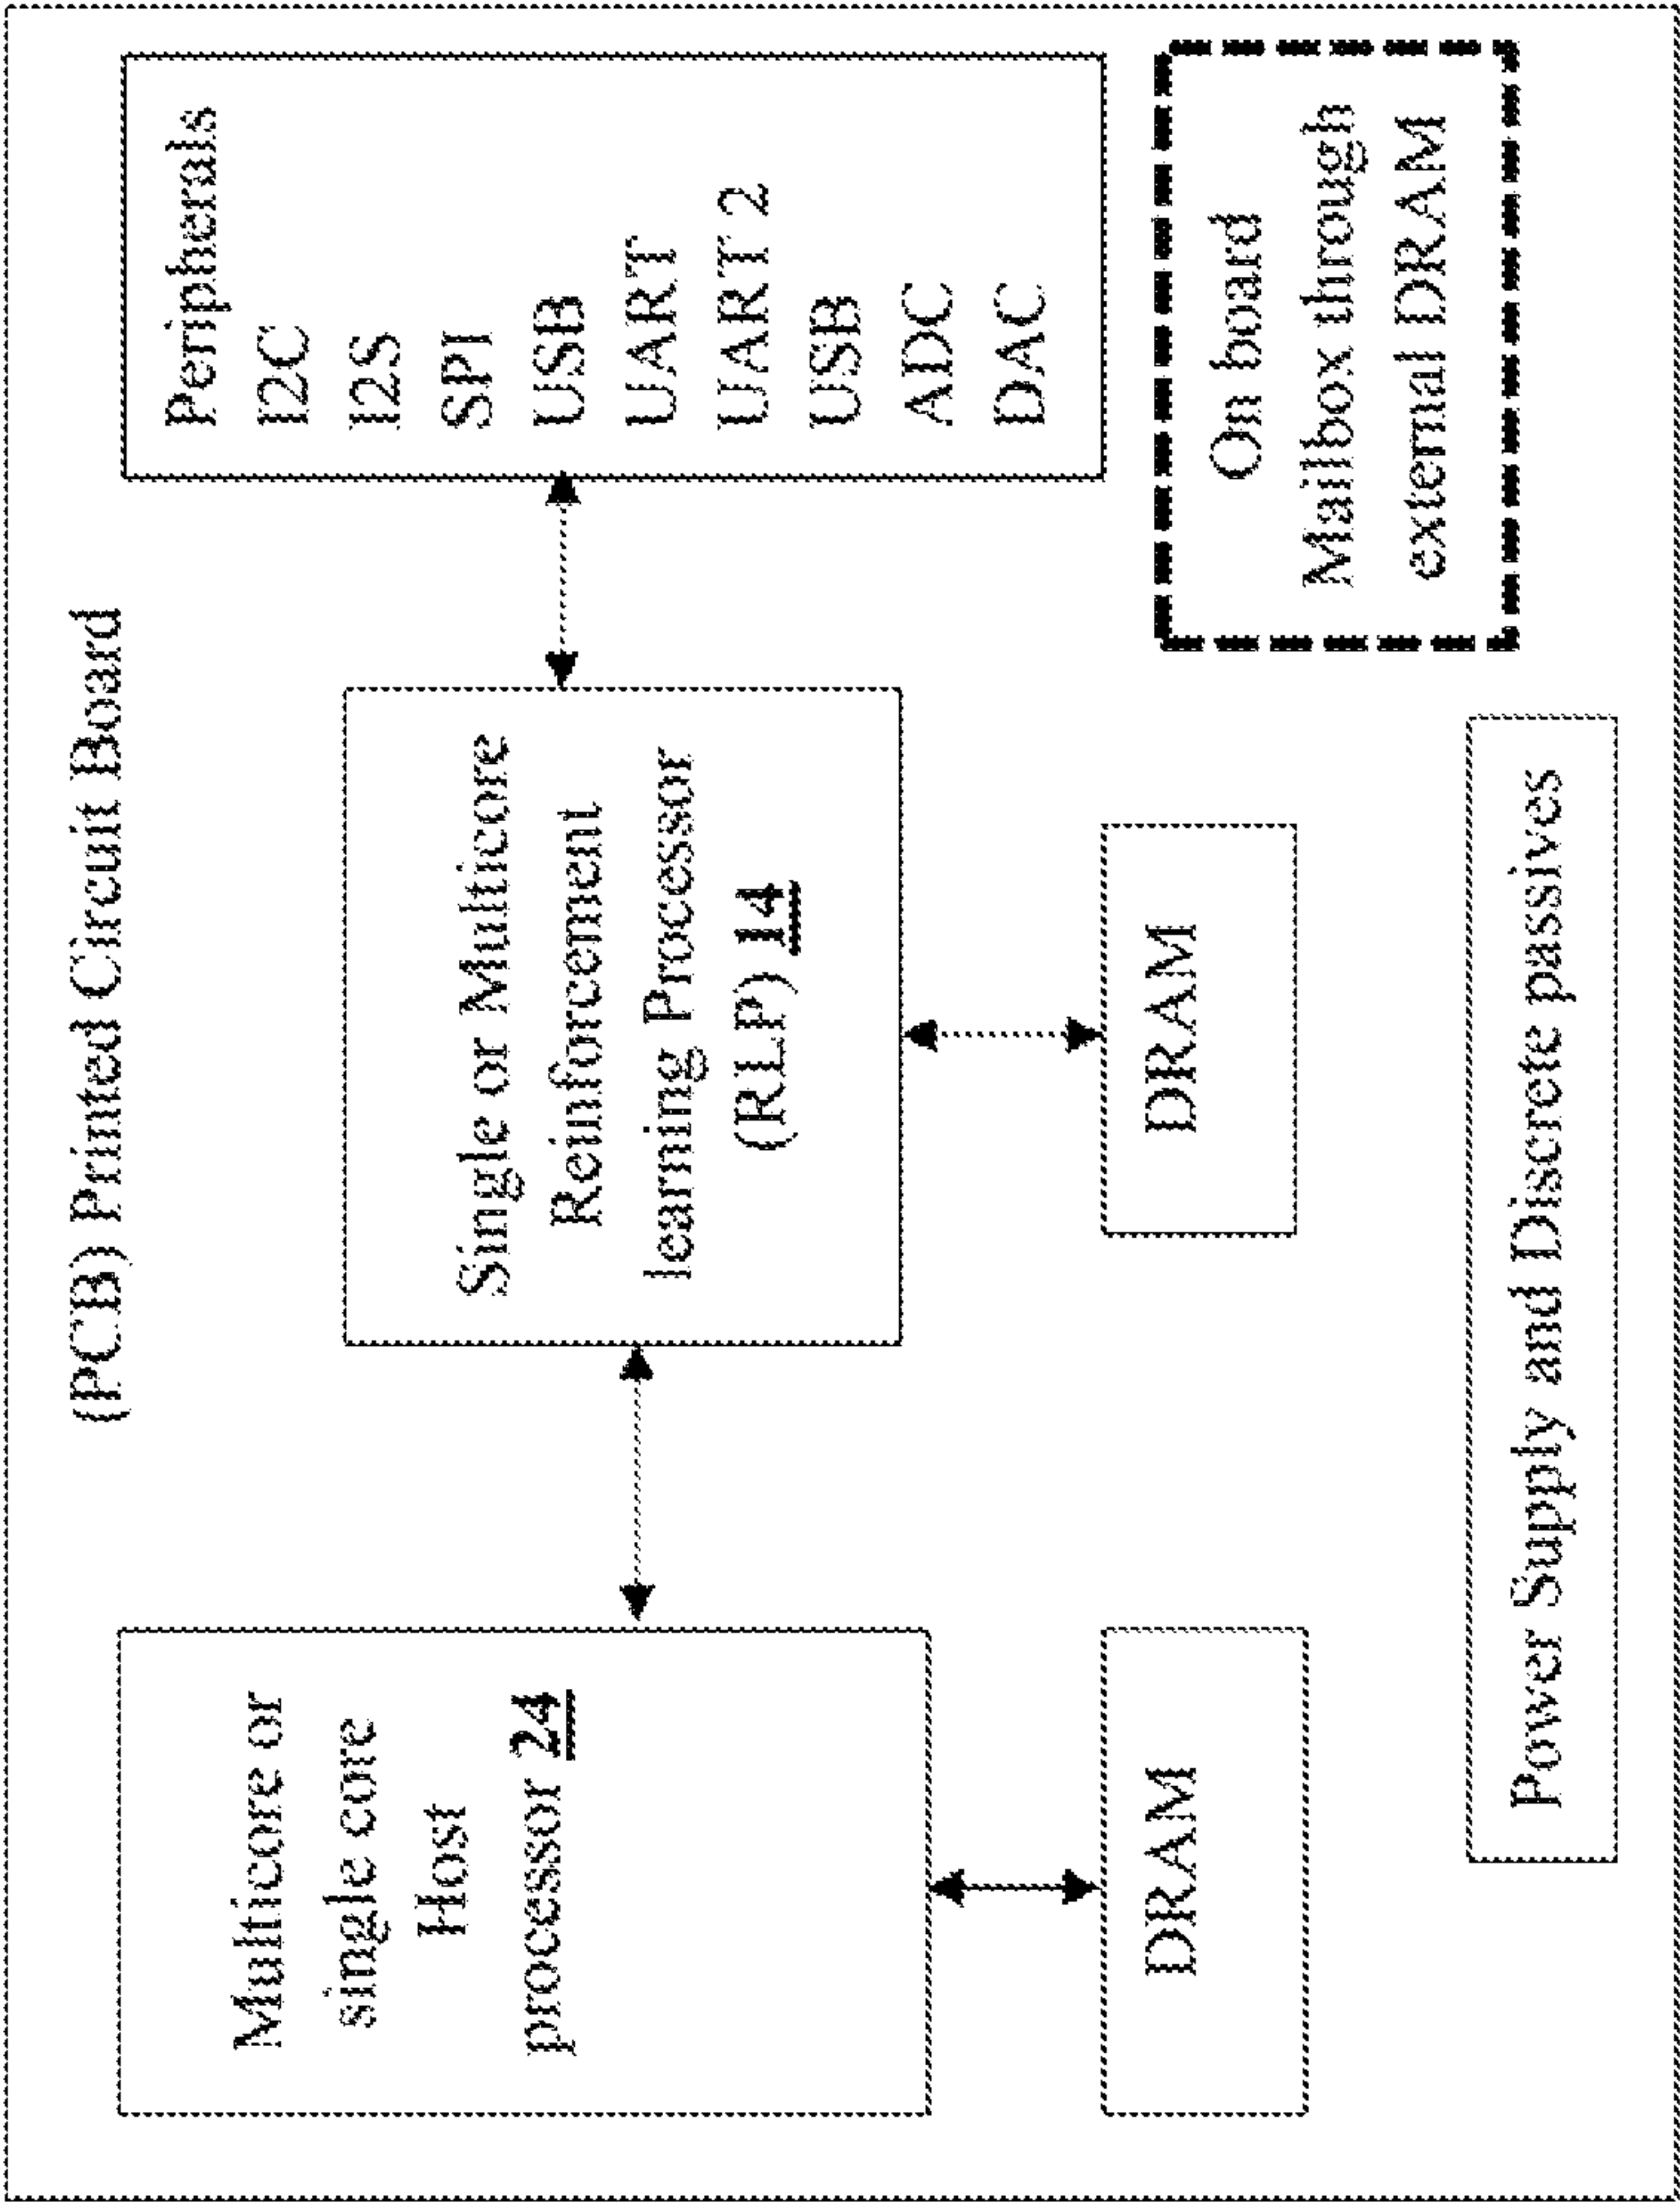 (PCB) Printed Circuit Board
Multicore or
single core
Host
processor 24
Single or Multicore
Reinforcement
learning Processor
(RLP) 14
Peripherals
I2C
I2S
SPI
USB
UART
UART 2
USB
ADC
DAC
DRAM
DRAM
On board
Mailbox through
external DRAM
Power Supply and Discrete passives